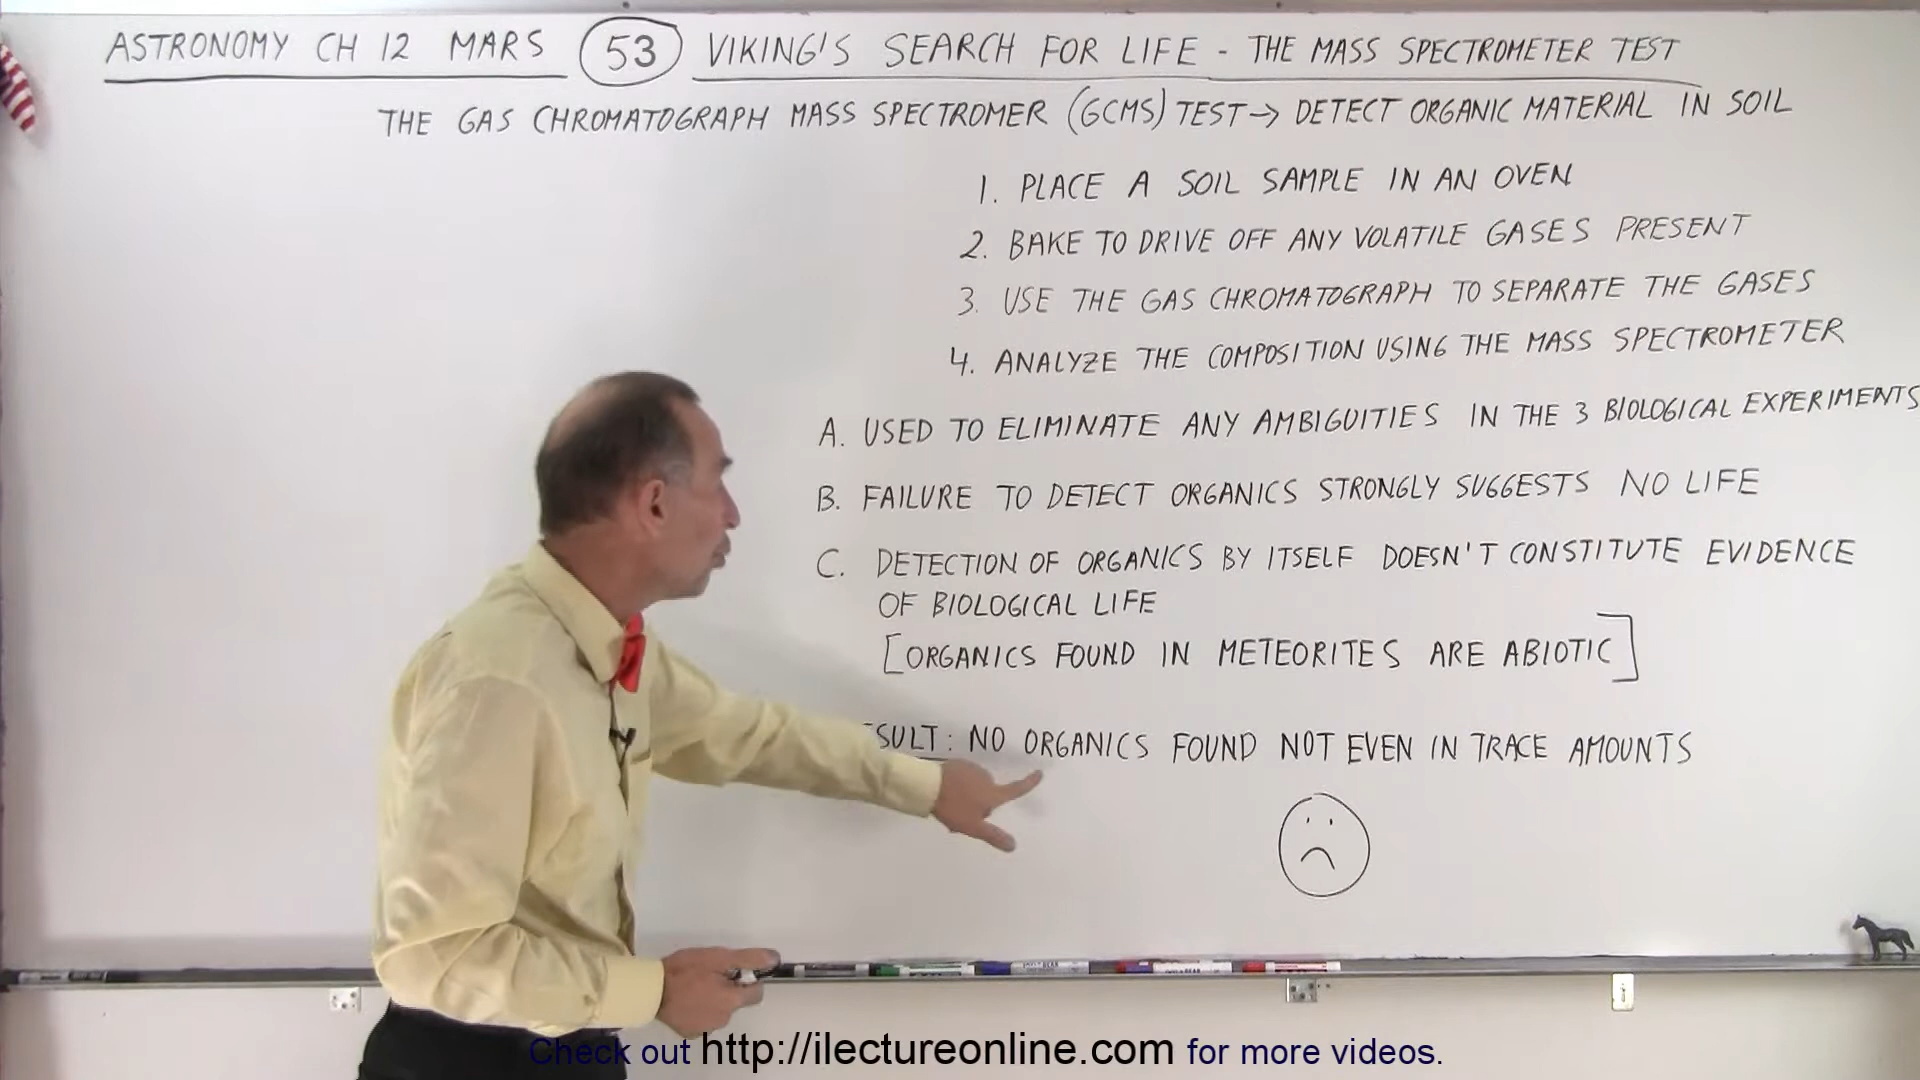 ASTRONOMY CH 12 MARS 53 VIKING'S SEARCH FOR LIFE - THE MASS SPECTROMETER TEST
THE GAS CHROMATOGRAPH MASS SPECTROMER (GCMS) TEST → DETECT ORGANIC MATERIAL IN SOIL
1. PLACE A SOIL SAMPLE IN AN OVEN
2. BAKE TO DRIVE OFF ANY VOLATILE GASES PRESENT
3. USE THE GAS CHROMATOGRAPH TO SEPARATE THE GASES
4. ANALYZE THE COMPOSITION USING THE MASS SPECTROMETER
A. USED TO ELIMINATE ANY AMBIGUITIES IN THE 3 BIOLOGICAL EXPERIMENTS
B. FAILURE TO DETECT ORGANICS STRONGLY SUGGESTS NO LIFE
C. DETECTION OF ORGANICS BY ITSELF DOESN'T CONSTITUTE EVIDENCE
OF BIOLOGICAL LIFE
[ORGANICS FOUND IN METEORITES ARE ABIOTIC]
SULT: NO ORGANICS FOUND NOT EVEN IN TRACE AMOUNTS
Check out http://ilectureonline.com for more videos.